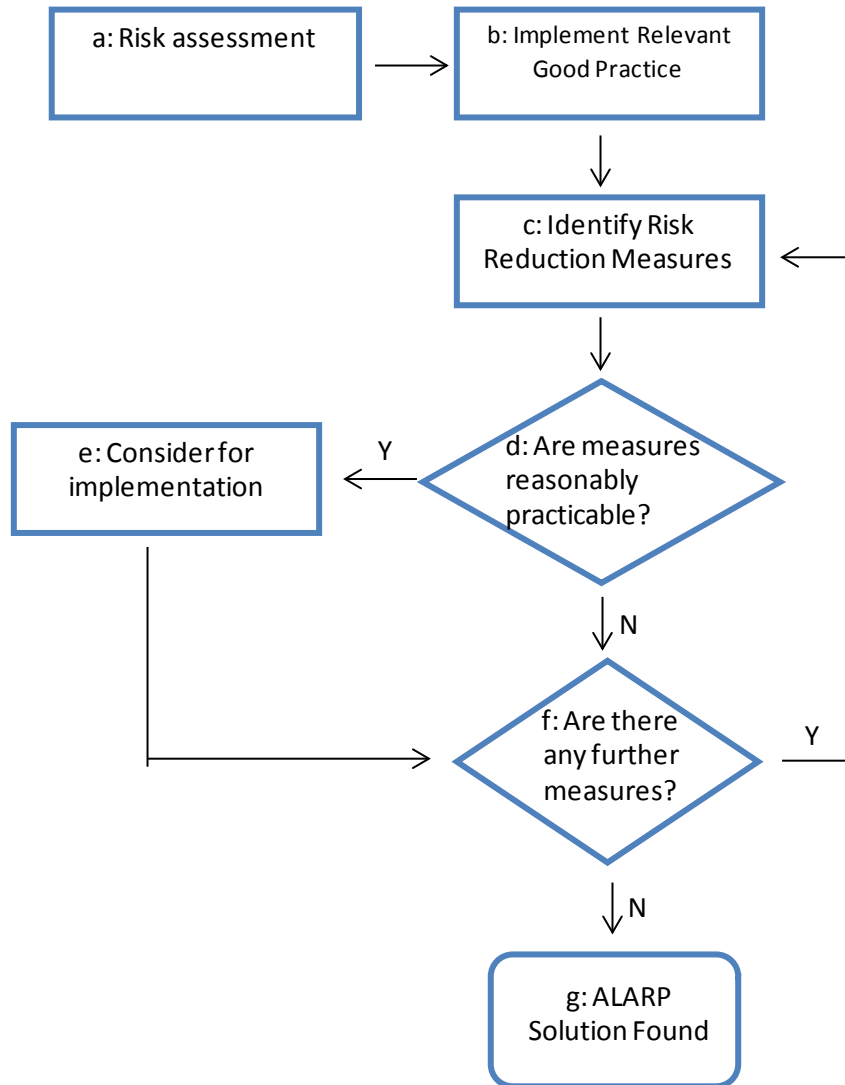 a: Risk assessment
b: Implement Relevant
Good Practice
c: Identify Risk
Reduction Measures
d: Are measures
reasonably
practicable?
Y
e: Consider for
implementation
N
f: Are there
any further
measures?
Y
N
g: ALARP
Solution Found